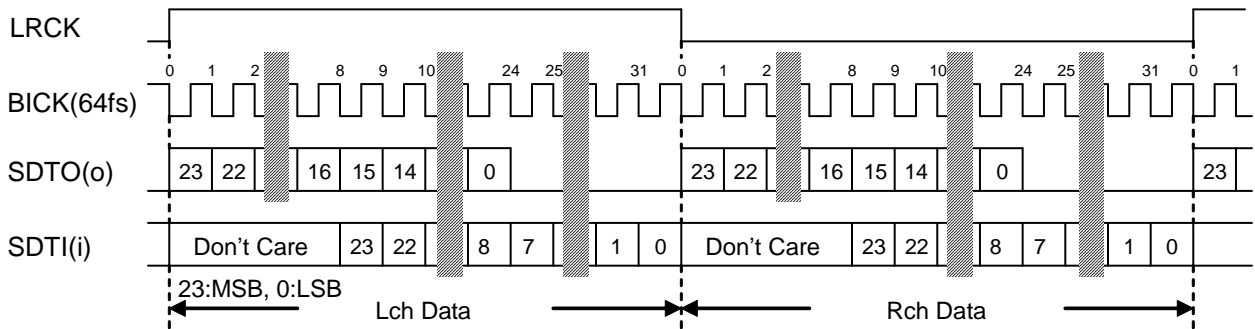 LRCK
0 1 2 8 9 10 24 25 31 0 1 2 8 9 10 24 25 31 0 1
BICK(64fs)
SDTO(o) 23 22 16 15 14 0 23 22 16 15 14 0 23
SDTI(i) Don't Care 23 22 8 7 1 0 Don't Care 23 22 8 7 1 0
23:MSB, 0:LSB
Lch Data Rch Data